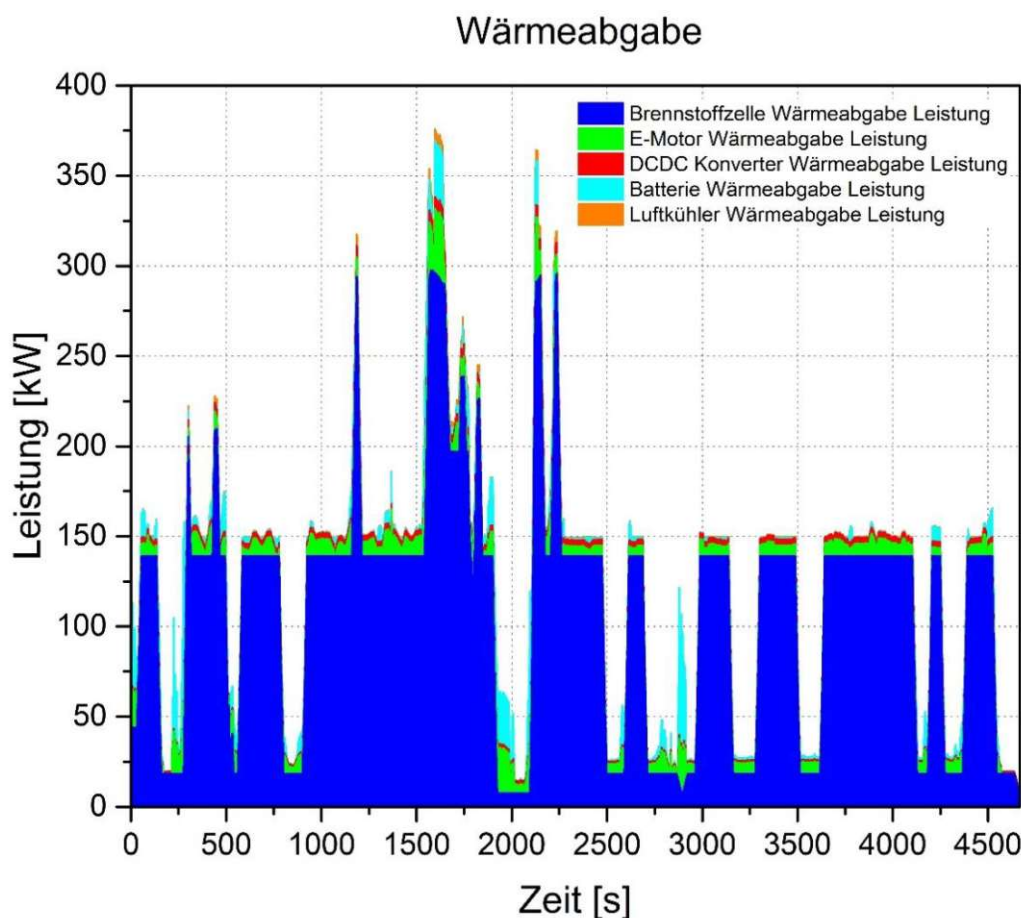 Wärmeabgabe
400
350
300
250
200
150
100
50
0
Leistung [kW]
Brennstoffzelle Wärmeabgabe Leistung
E-Motor Wärmeabgabe Leistung
DCDC Konverter Wärmeabgabe Leistung
Batterie Wärmeabgabe Leistung
Luftkühler Wärmeabgabe Leistung
0 500 1000 1500 2000 2500 3000 3500 4000 4500
Zeit [s]